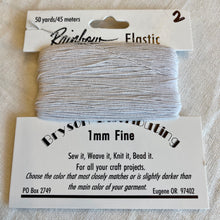 50 yards/45 meters
2
Rainbow Elastic
Bryson Distributing
1mm Fine
Sew it, Weave it, Knit it, Bead it.
For all your craft projects.
Choose the color that most closely matches or is slightly darker than
the main color of your garment.
PO Box 2749 Eugene OR 97402